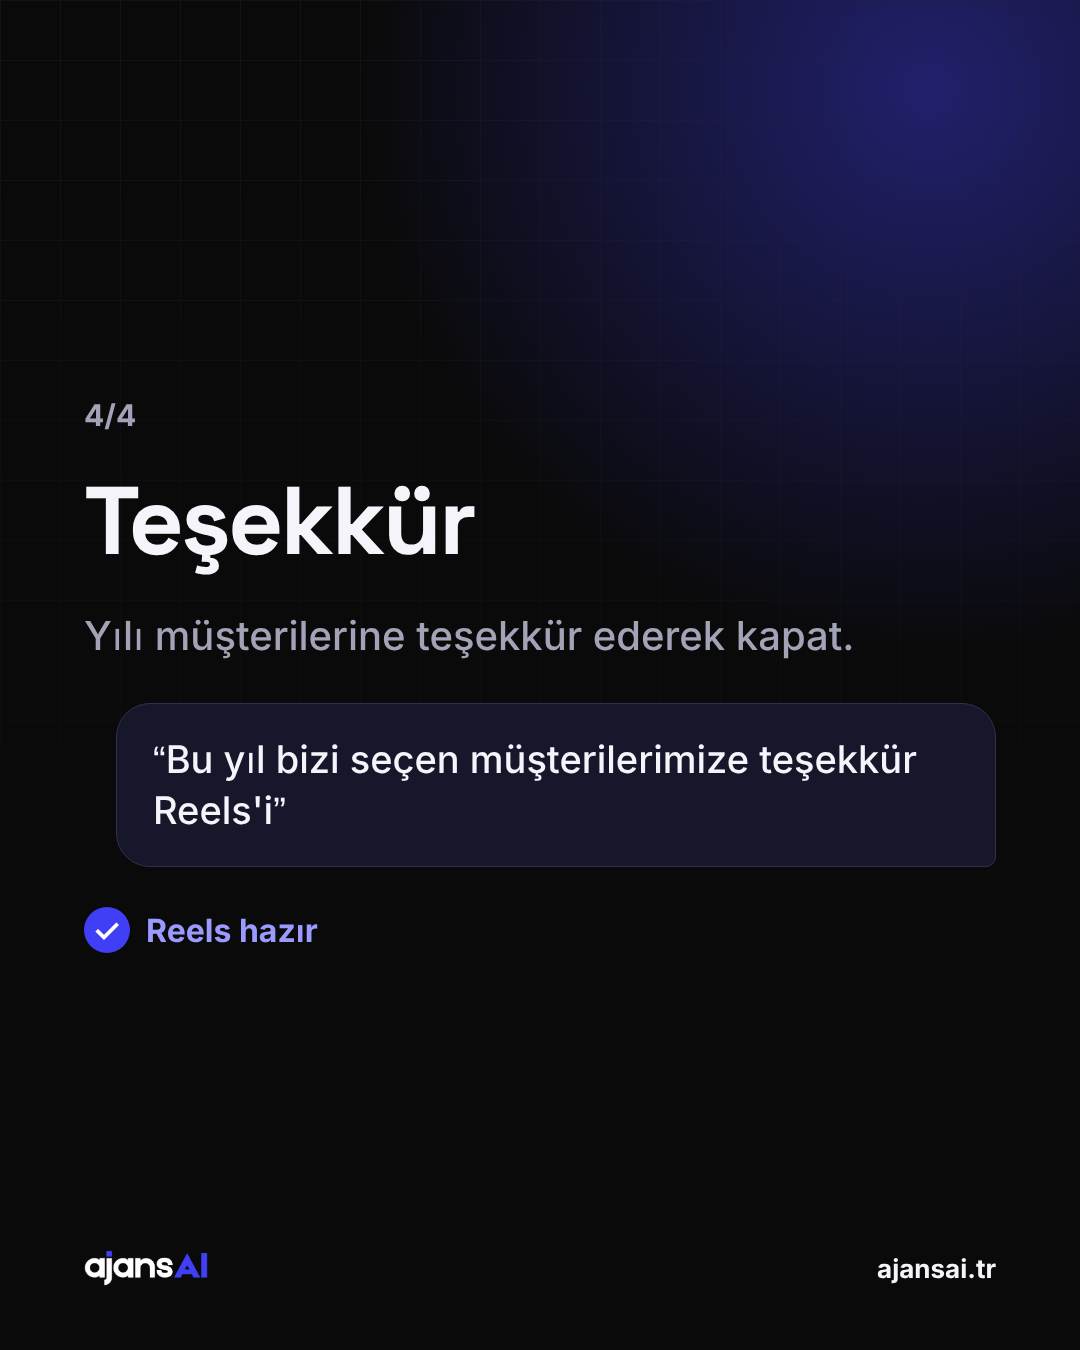 4/4
Teşekkür
Yılı müşterilerine teşekkür ederek kapat.
“Bu yıl bizi seçen müşterilerimize teşekkür
Reels'i”
Reels hazır
ajansAI
ajansai.tr